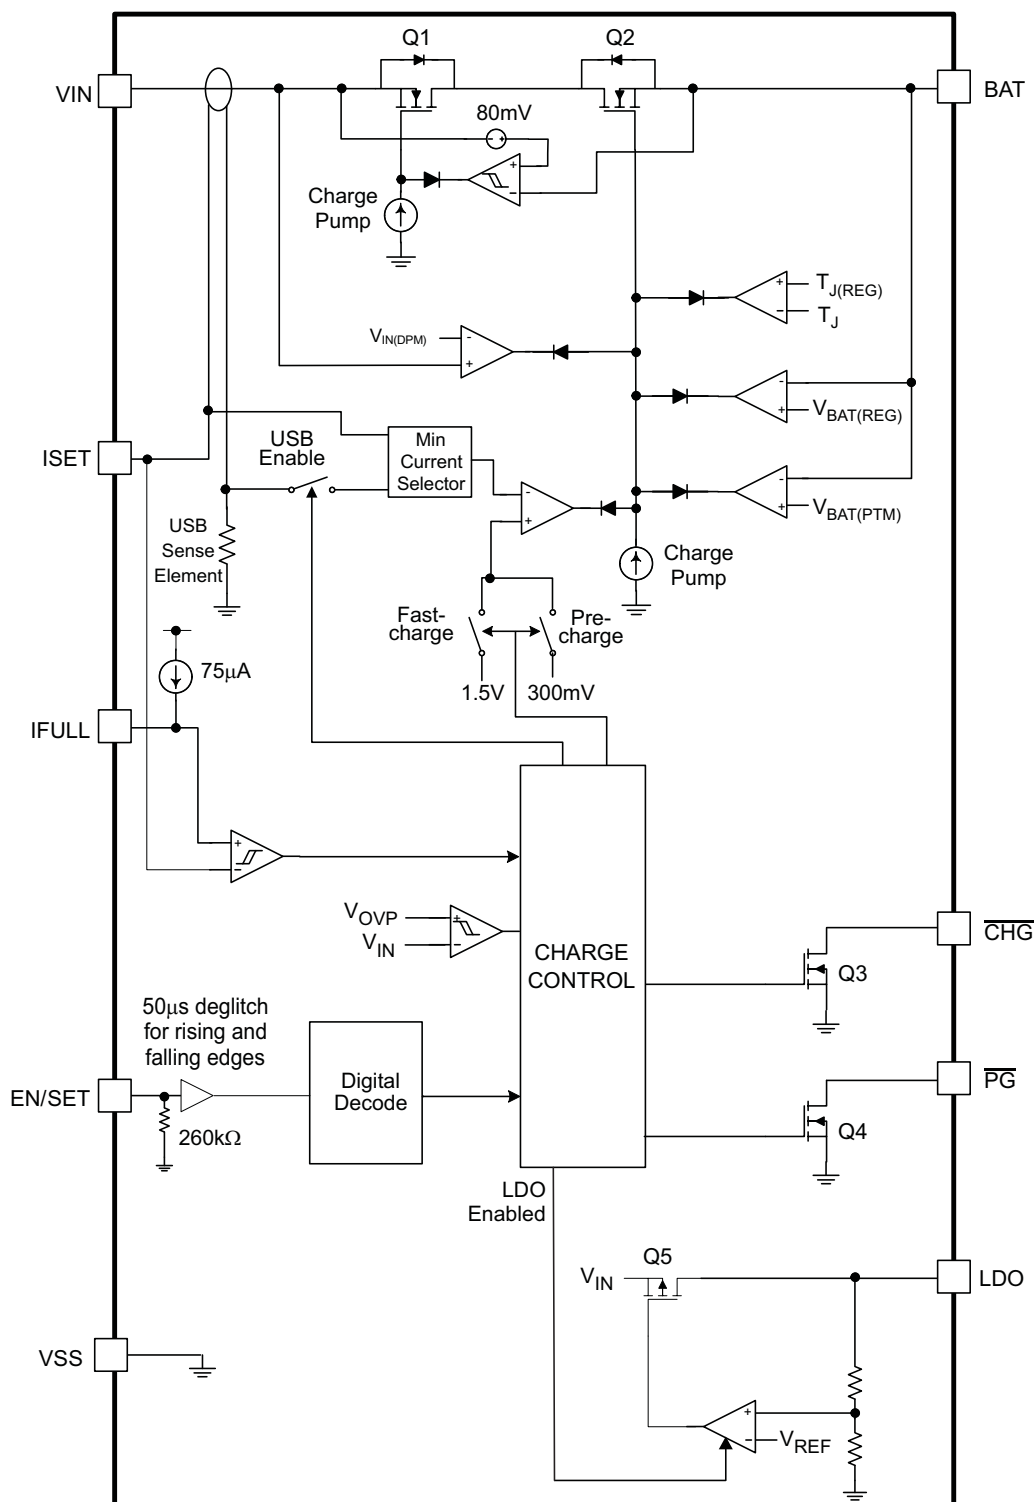 Q1
Q2
VIN
BAT
80mV
+
-
- +
Charge
Pump
+
-
T_J(REG)
T_J
V_IN(DPM)
-
+
-
+
V_BAT(REG)
ISET
USB
Enable
Min
Current
Selector
-
+
-
+
V_BAT(PTM)
USB
Sense
Element
Charge
Pump
Fast-
charge
Pre-
charge
75μA
1.5V
300mV
IFULL
+
-
V_OVP
V_IN
+
-
CHARGE
CONTROL
CHG
Q3
50μs deglitch
for rising and
falling edges
EN/SET
Digital
Decode
260kΩ
PG
Q4
LDO
Enabled
Q5
V_IN
LDO
VSS
+
-
V_REF